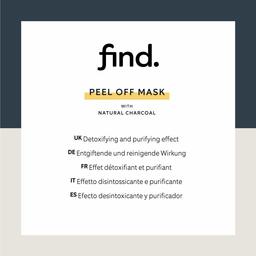 find.
PEEL OFF MASK
WITH
NATURAL CHARCOAL
UK Detoxifying and purifying effect
DE Entgiftende und reinigende Wirkung
FR Effet détoxifiant et purifiant
IT Effetto disintossicante e purificante
ES Efecto desintoxicante y purificador